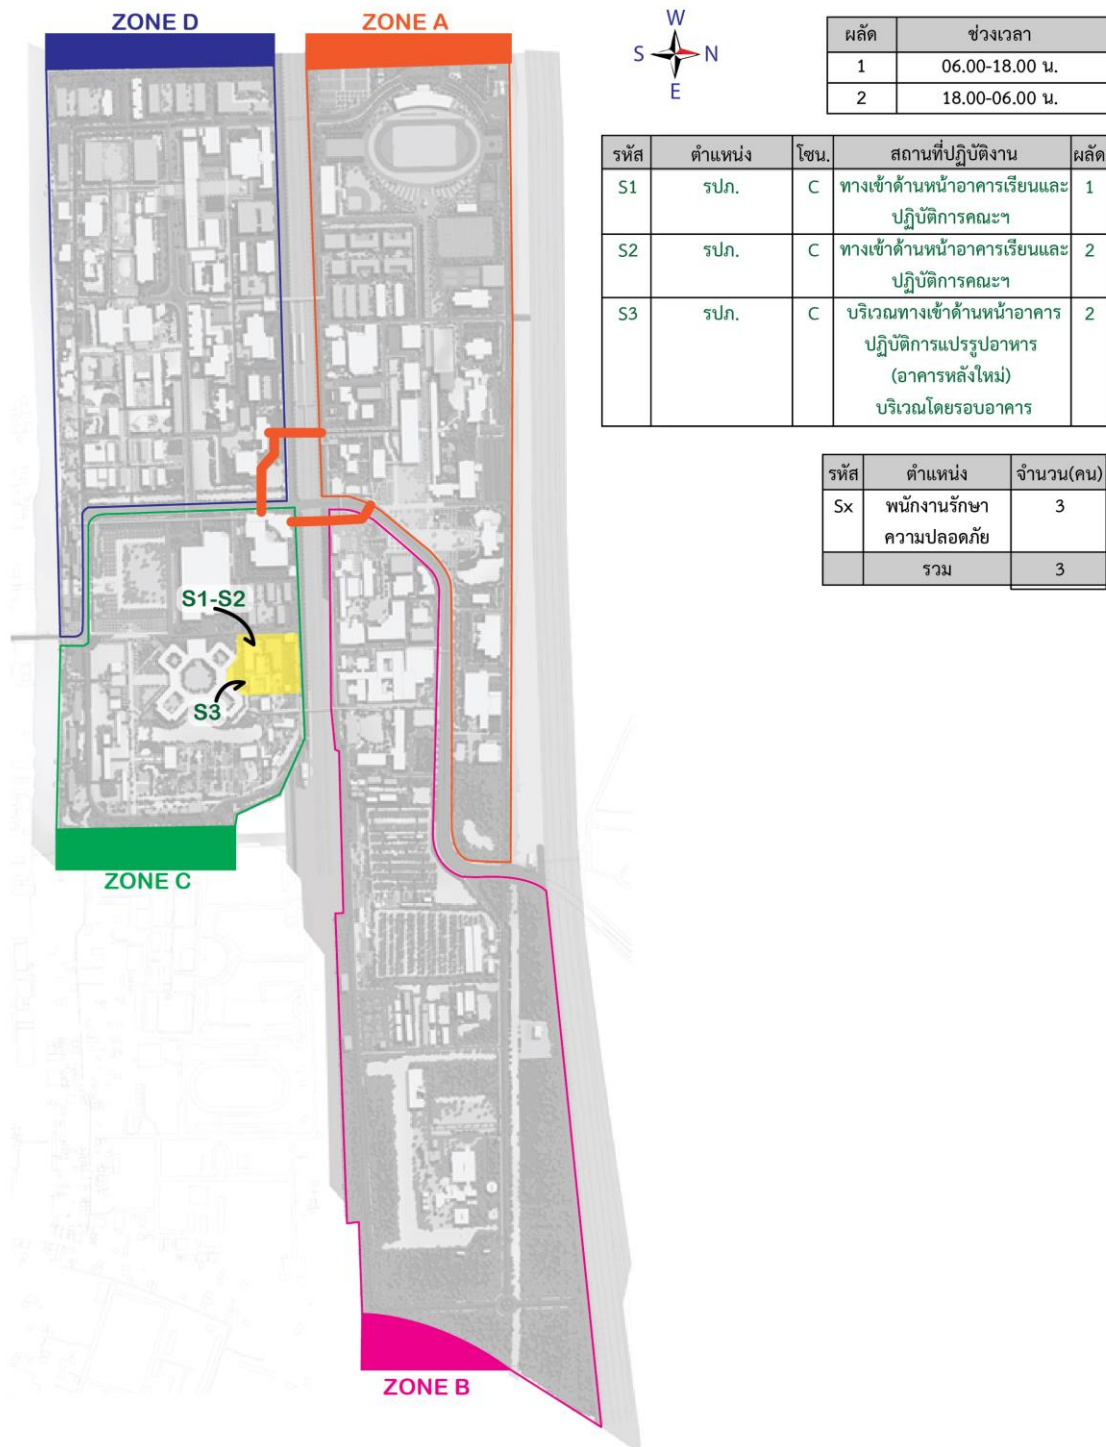 ZONE D
ZONE A
W
S N
E
ผลัด ช่วงเวลา
1 06.00-18.00 น.
2 18.00-06.00 น.
รหัส ตำแหน่ง โซน. สถานที่ปฏิบัติงาน ผลัด
S1 รปภ. C ทางเข้าด้านหน้าอาคารเรียนและ 1
ปฏิบัติการคณะฯ
S2 รปภ. C ทางเข้าด้านหน้าอาคารเรียนและ 2
ปฏิบัติการคณะฯ
S3 รปภ. C บริเวณทางเข้าด้านหน้าอาคาร 2
ปฏิบัติการแปรรูปอาหาร
(อาคารหลังใหม่)
บริเวณโดยรอบอาคาร
รหัส ตำแหน่ง จำนวน(คน)
Sx พนักงานรักษา 3
ความปลอดภัย
รวม 3
S1-S2
S3
ZONE C
ZONE B